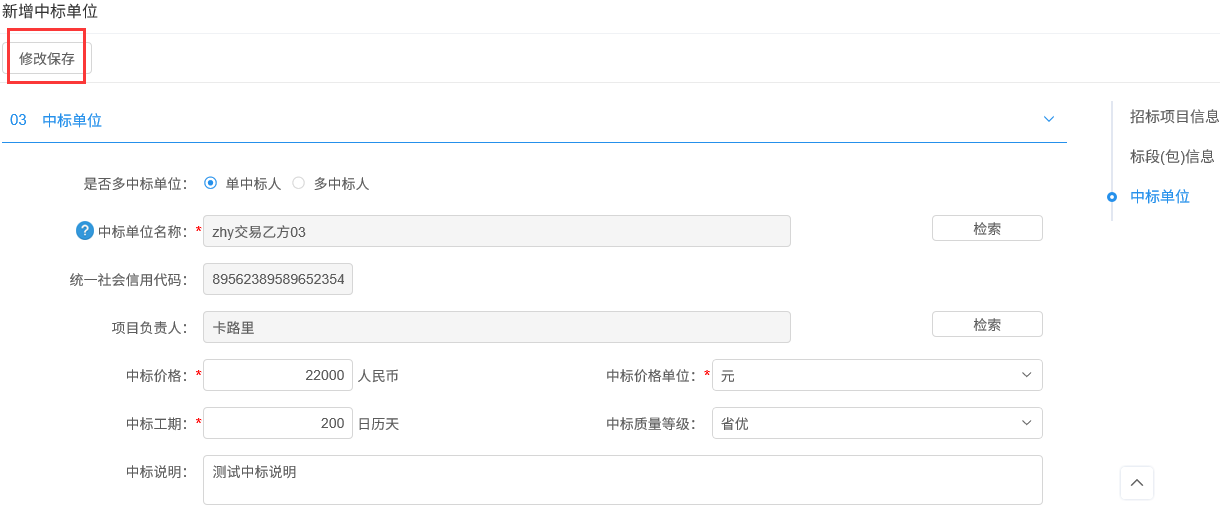 新增中标单位
修改保存
03 中标单位
招标项目信息
标段(包)信息
中标单位
是否多中标单位: 单中标人 多中标人
? 中标单位名称: * zhy交易乙方03 检索
统一社会信用代码: 89562389589652354
项目负责人: 卡路里 检索
中标价格: * 22000 人民币 中标价格单位: * 元
中标工期: * 200 日历天 中标质量等级: 省优
中标说明: 测试中标说明